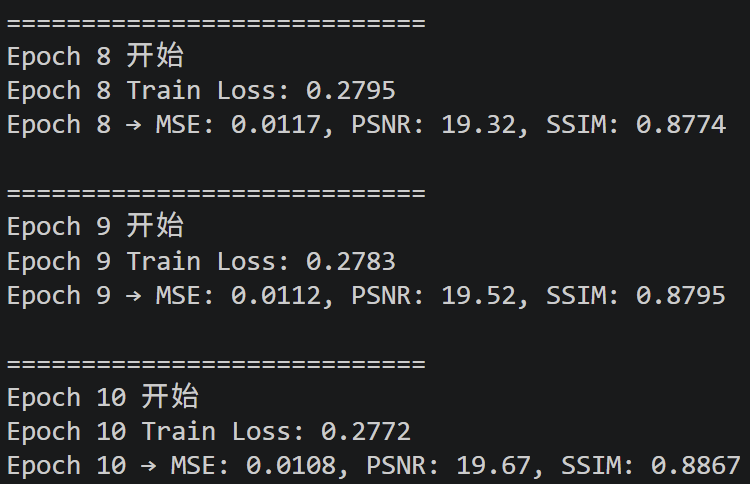 ============================
Epoch 8 开始
Epoch 8 Train Loss: 0.2795
Epoch 8 → MSE: 0.0117, PSNR: 19.32, SSIM: 0.8774
============================
Epoch 9 开始
Epoch 9 Train Loss: 0.2783
Epoch 9 → MSE: 0.0112, PSNR: 19.52, SSIM: 0.8795
============================
Epoch 10 开始
Epoch 10 Train Loss: 0.2772
Epoch 10 → MSE: 0.0108, PSNR: 19.67, SSIM: 0.8867